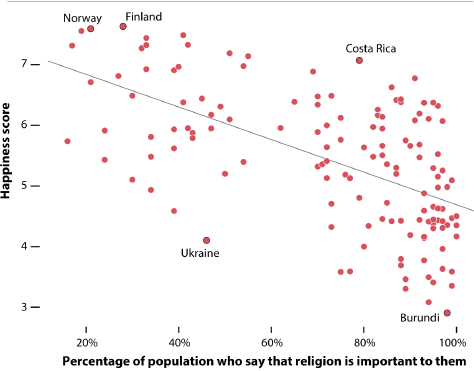 Norway
Finland
Costa Rica
7
6
Happiness score
5
4
Ukraine
3
Burundi
20%
40%
60%
80%
100%
Percentage of population who say that religion is important to them